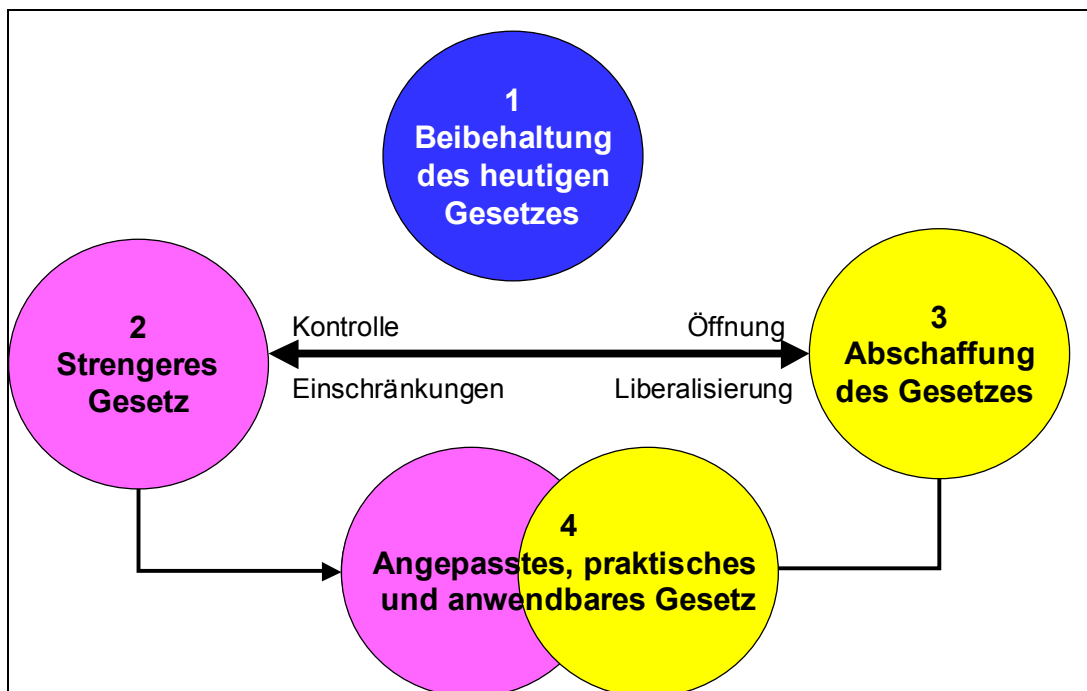 1
Beibehaltung
des heutigen
Gesetzes
2
Strengeres
Gesetz
Kontrolle
Öffnung
Einschränkungen
Liberalisierung
3
Abschaffung
des Gesetzes
4
Angepasstes, praktisches
und anwendbares Gesetz